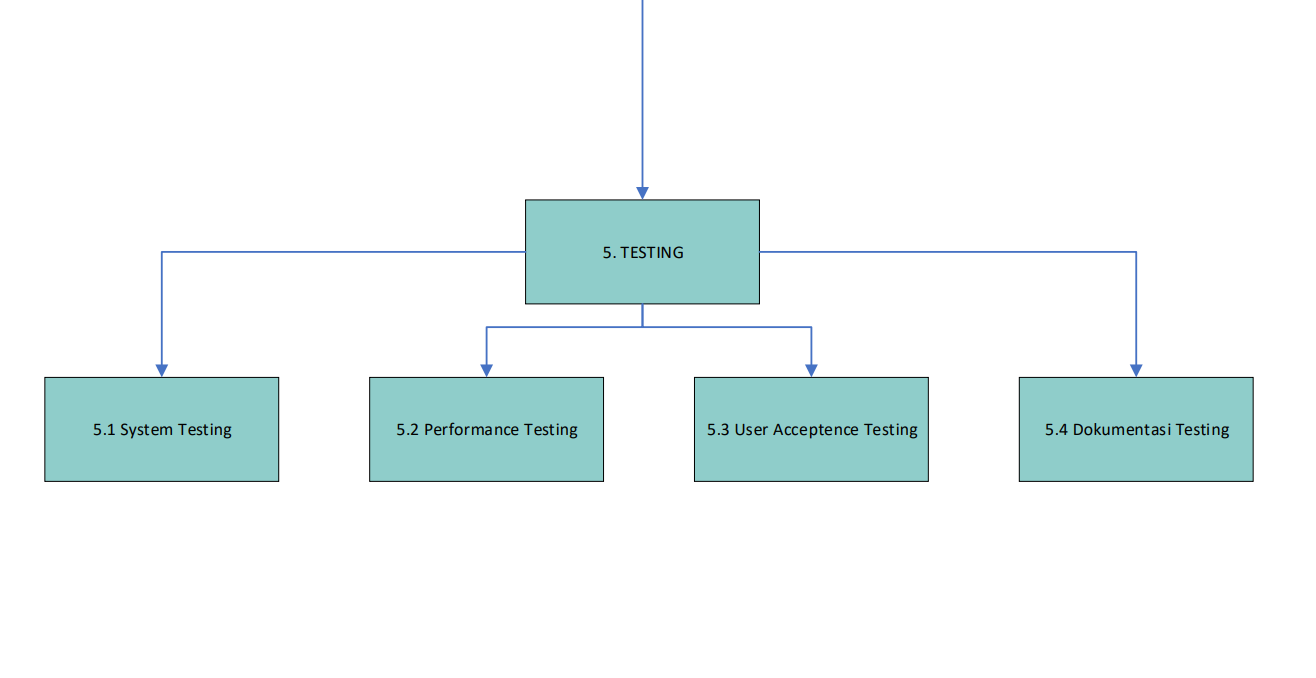 5. TESTING
5.1 System Testing
5.2 Performance Testing
5.3 User Acceptence Testing
5.4 Dokumentasi Testing